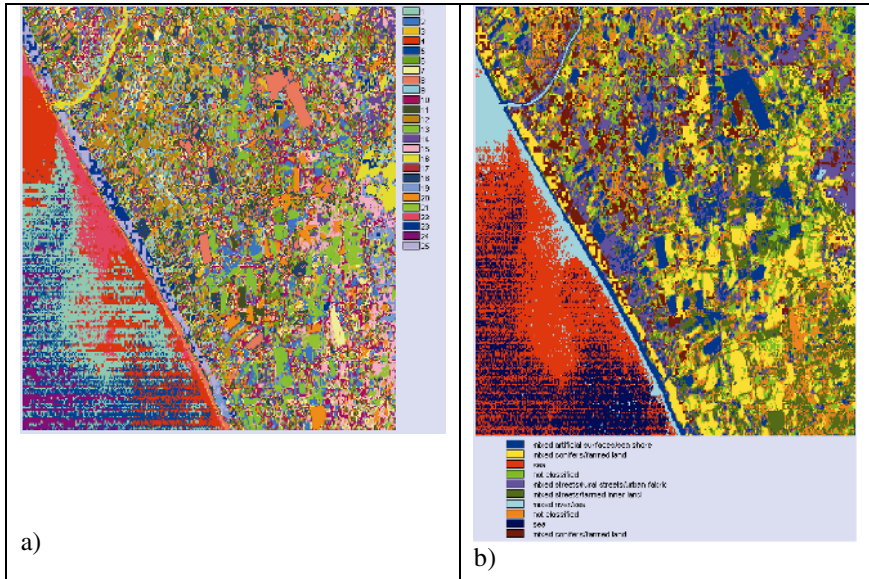 1
2
3
4
5
6
7
8
9
10
11
12
13
14
15
16
17
18
19
20
21
22
23
24
25
a)
mixed artificial surfaces/sea shore
mixed conifers/farmed land
sea
not classified
mixed streets/rural streets/urban fabric
mixed streets/farmed inner land
mixed river/sea
not classified
sea
mixed conifers/farmed land
b)